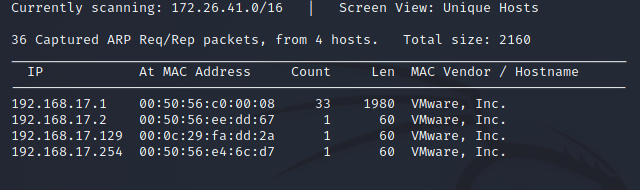 Currently scanning: 172.26.41.0/16 | Screen View: Unique Hosts
36 Captured ARP Req/Rep packets, from 4 hosts. Total size: 2160
IP At MAC Address Count Len MAC Vendor / Hostname
192.168.17.1 00:50:56:c0:00:08 33 1980 VMware, Inc.
192.168.17.2 00:50:56:ee:dd:67 1 60 VMware, Inc.
192.168.17.129 00:0c:29:fa:dd:2a 1 60 VMware, Inc.
192.168.17.254 00:50:56:e4:6c:d7 1 60 VMware, Inc.